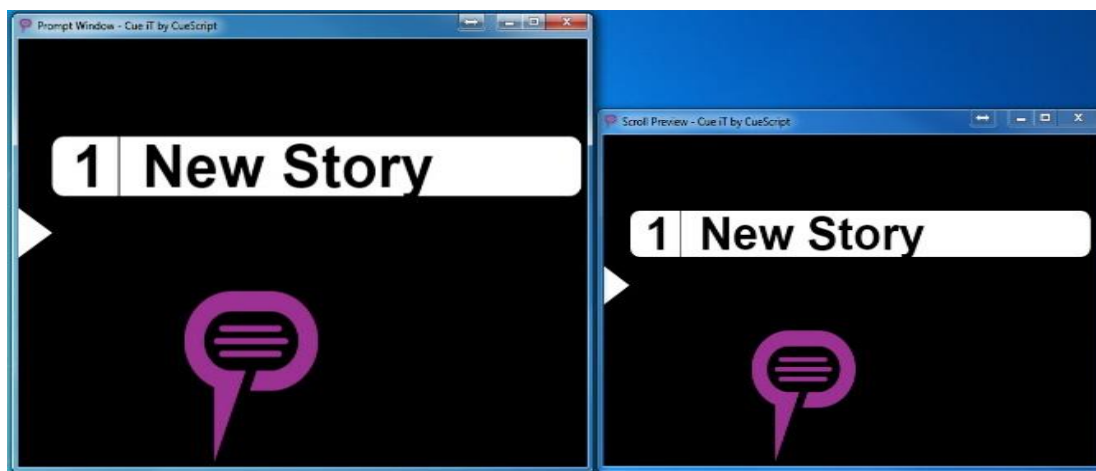 Prompt Window - Cue iT by CueScript
1 New Story
Scroll Preview - Cue iT by CueScript
1 New Story